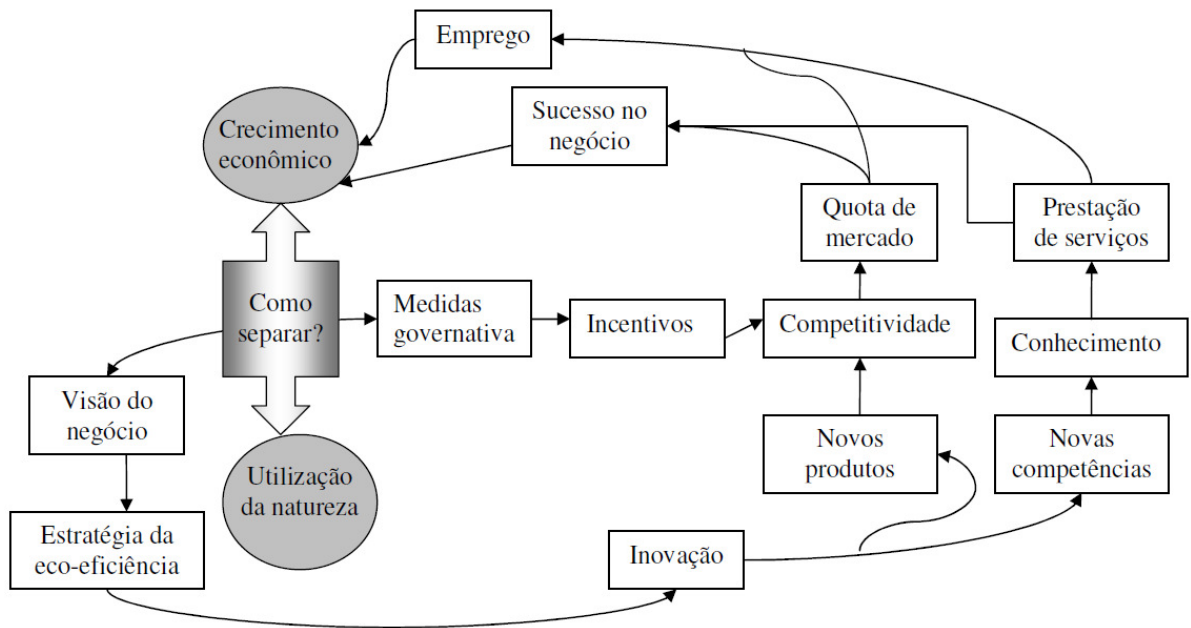 Emprego
Crecimento
econômico
Sucesso no
negócio
Quota de
mercado
Prestação
de serviços
Como
separar?
Medidas
governativa
Incentivos
Competitividade
Conhecimento
Visão do
negócio
Utilização
da natureza
Novos
produtos
Novas
competências
Estratégia da
eco-eficiência
Inovação